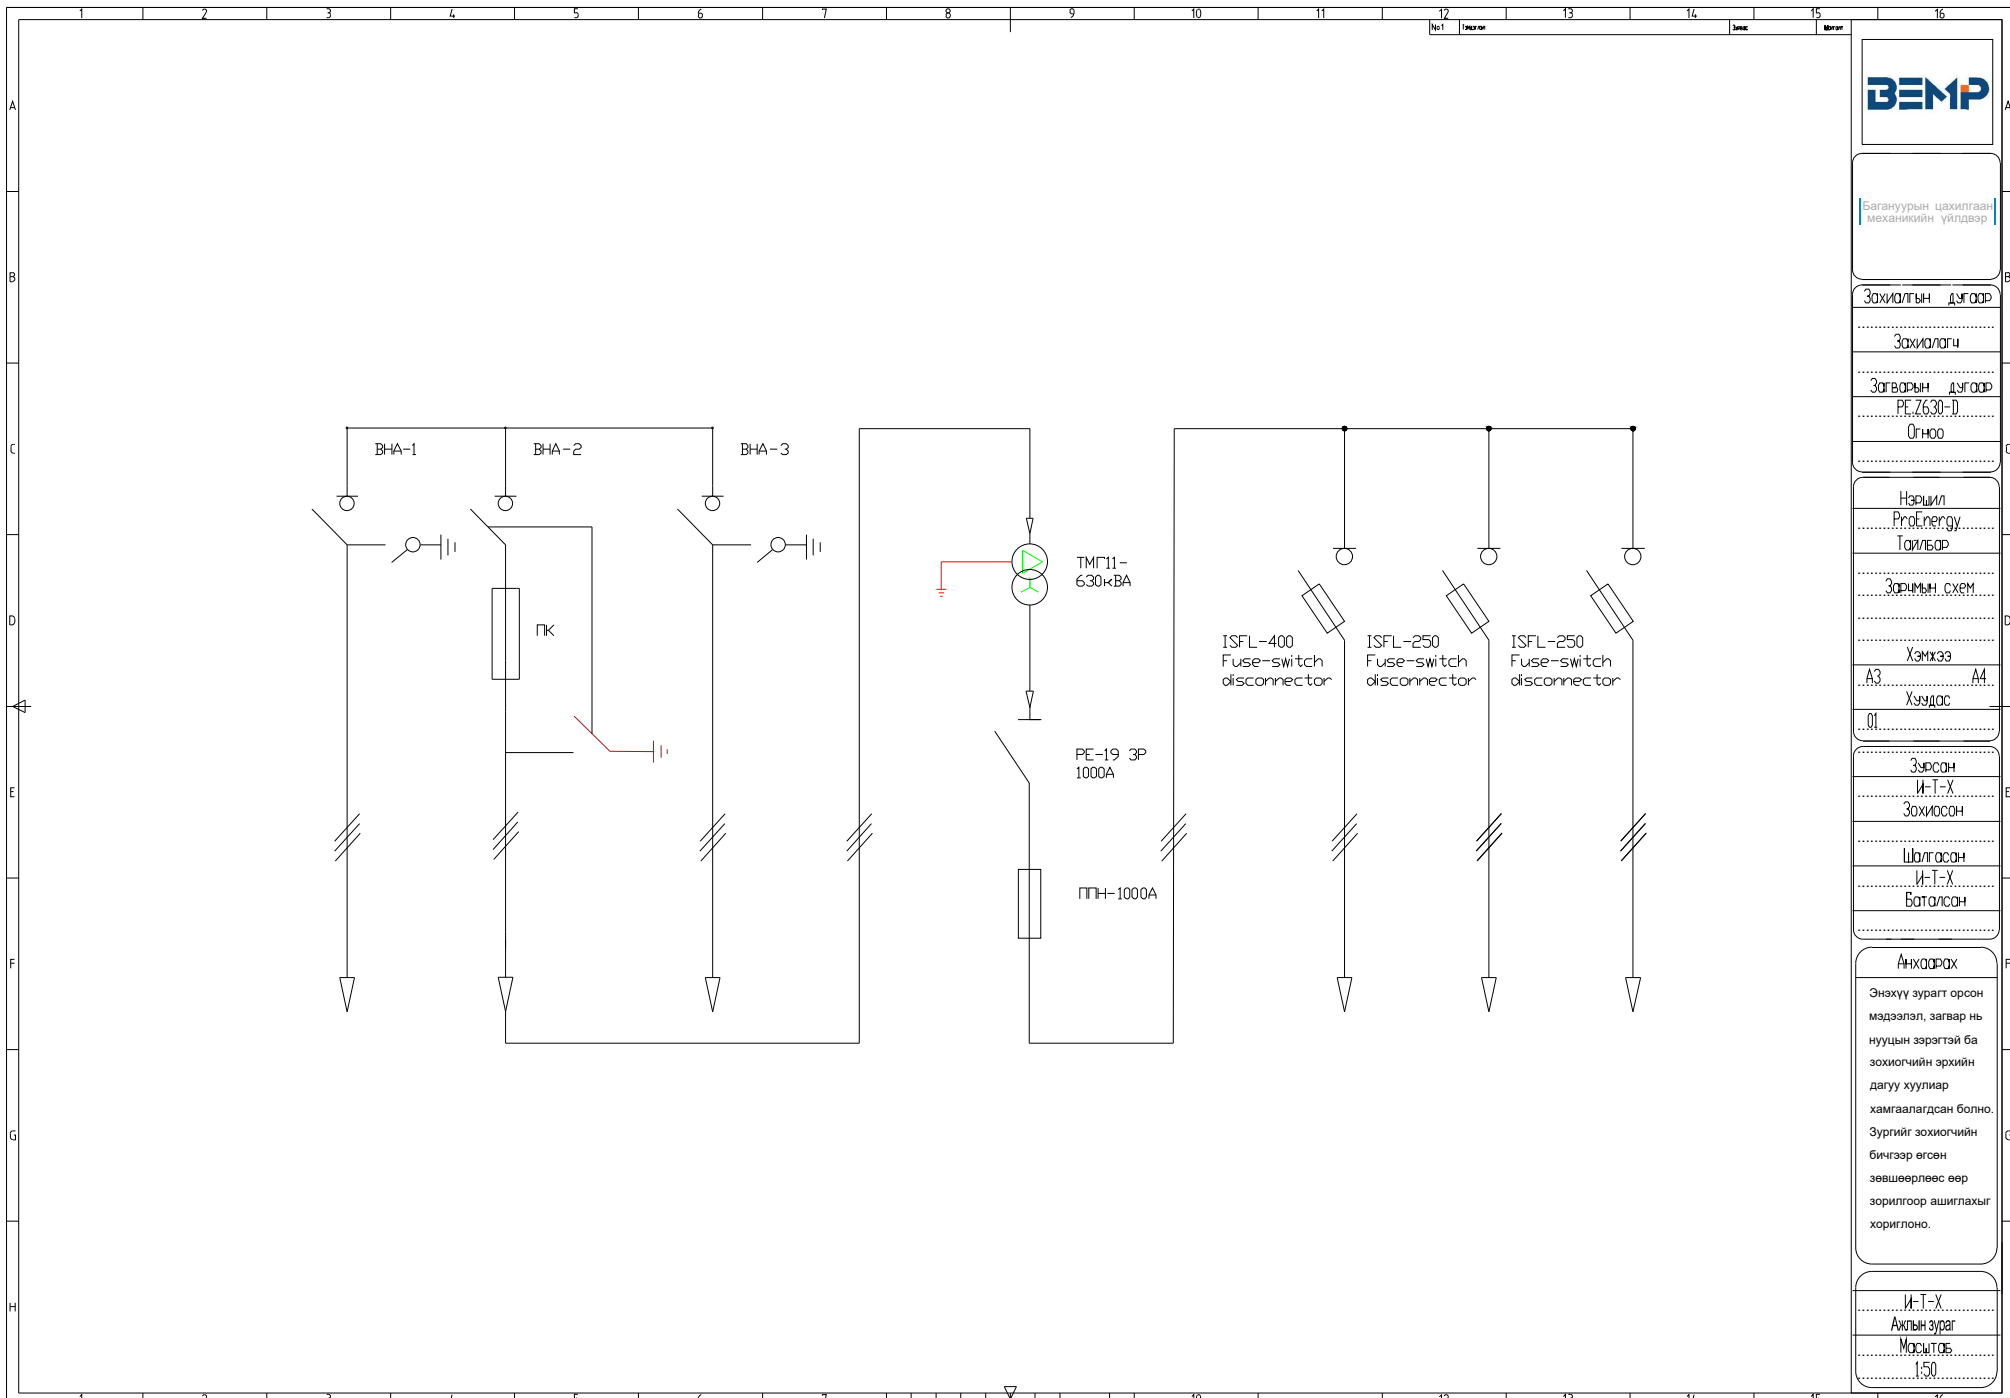 1 2 3 4 5 6 7 8 9 10 11 12 13 14 15 16
№1
A
B
C
D
E
F
G
H
BEMP
Багануурын цахилгаан
механикийн үйлдвэр
Захиалгын дугаар
Захиалагч
Загварын дугаар
PE.Z630-D
Огноо
Нэршил
ProEnergy
Тайлбар
Зарчмын схем
Хэмжээ
A3 A4
Хуудас
01
Зурсан
И-Т-Х
Зохиосон
Шалгасан
И-Т-Х
Баталсан
Анхаарах
Энэхүү зурагт орсон
мэдээлэл, загвар нь
нууцын зэрэгтэй ба
зохиогчийн эрхийн
дагуу хуулиар
хамгаалагдсан болно.
Зургийг зохиогчийн
бичгээр өгсөн
зөвшөөрлөөс өөр
зорилгоор ашиглахыг
хориглоно.
И-Т-Х
Ажлын зураг
Масштаб
1:50
ВНА-1
ВНА-2
ВНА-3
ПК
ТМГ11-
630кВА
РЕ-19 3Р
1000А
ППН-1000А
ISFL-400
Fuse-switch
disconnector
ISFL-250
Fuse-switch
disconnector
ISFL-250
Fuse-switch
disconnector